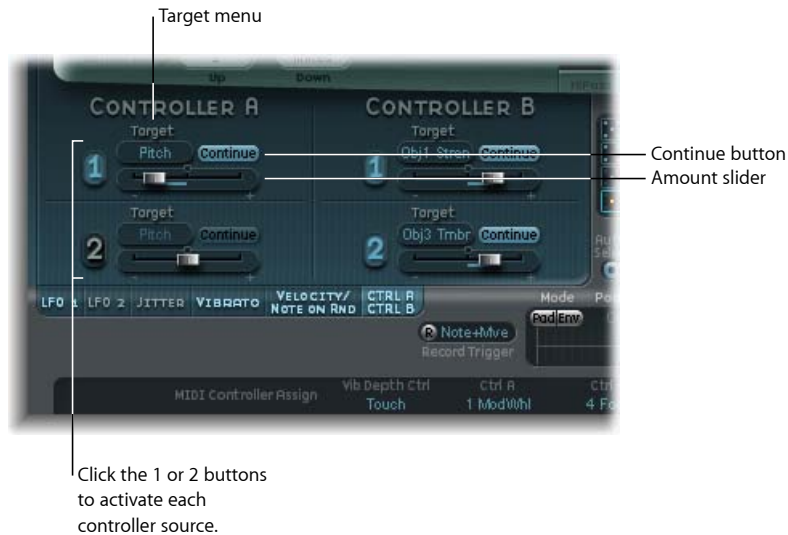 Target menu
Up Down
CONTROLLER A CONTROLLER B
Target Target
1 Pitch Continue 1 Obj1 Stren Continue
- + - +
Target Target
2 Pitch Continue 2 Obj3 Tmbr Continue
- + - +
Continue button
Amount slider
LFO 1 LFO 2 JITTER VIBRATO VELOCITY/ NOTE ON RND CTRL A CTRL B
Mode
Pad Env
R Note+Mve
Record Trigger
MIDI Controller Assign
Vib Depth Ctrl Ctrl A Ctrl
Touch 1 ModWhl
Click the 1 or 2 buttons
to activate each
controller source.